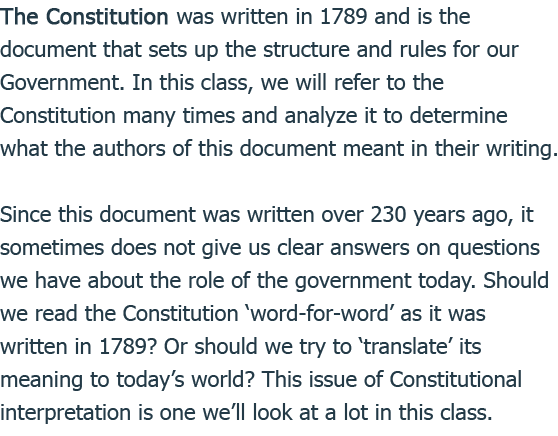 The Constitution was written in 1789 and is the
document that sets up the structure and rules for our
Government. In this class, we will refer to the
Constitution many times and analyze it to determine
what the authors of this document meant in their writing.
Since this document was written over 230 years ago, it
sometimes does not give us clear answers on questions
we have about the role of the government today. Should
we read the Constitution ‘word-for-word’ as it was
written in 1789? Or should we try to ‘translate’ its
meaning to today’s world? This issue of Constitutional
interpretation is one we’ll look at a lot in this class.